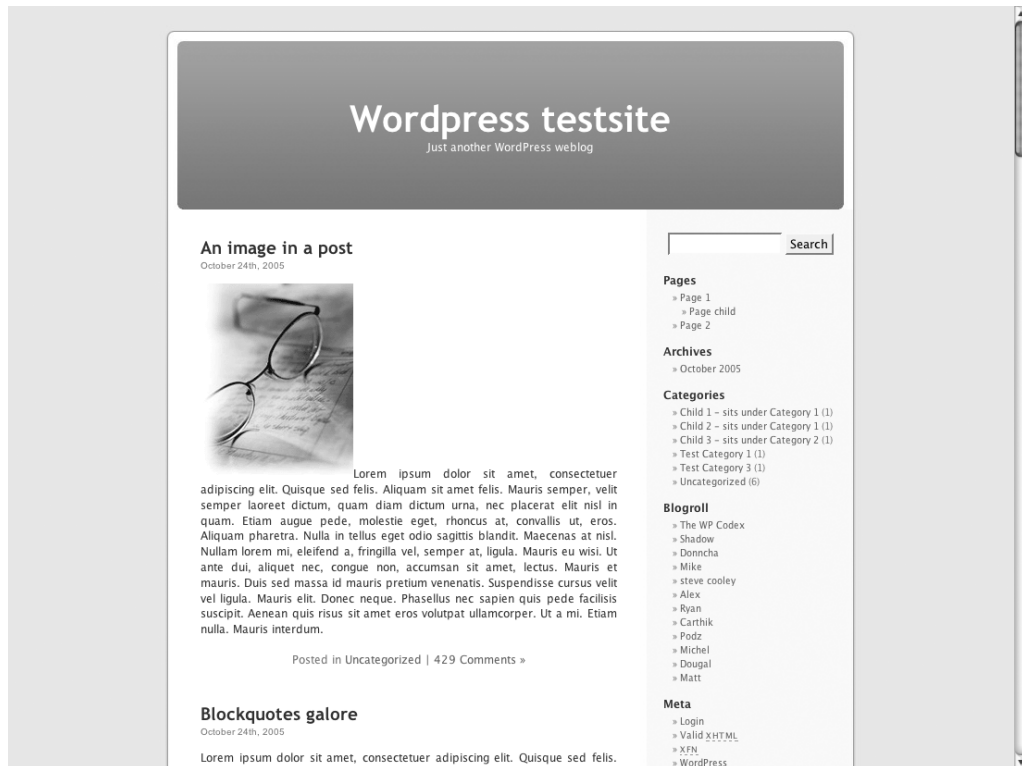 Wordpress testsite
Just another WordPress weblog
An image in a post
October 24th, 2005
Lorem ipsum dolor sit amet, consectetuer
adipiscing elit. Quisque sed felis. Aliquam sit amet felis. Mauris semper, velit
semper laoreet dictum, quam diam dictum urna, nec placerat elit nisl in
quam. Etiam augue pede, molestie eget, rhoncus at, convallis ut, eros.
Aliquam pharetra. Nulla in tellus eget odio sagittis blandit. Maecenas at nisl.
Nullam lorem mi, eleifend a, fringilla vel, semper at, ligula. Mauris eu wisi. Ut
ante dui, aliquet nec, congue non, accumsan sit amet, lectus. Mauris et
mauris. Duis sed massa id mauris pretium venenatis. Suspendisse cursus velit
vel ligula. Mauris elit. Donec neque. Phasellus nec sapien quis pede facilisis
suscipit. Aenean quis risus sit amet eros volutpat ullamcorper. Ut a mi. Etiam
nulla. Mauris interdum.
Posted in Uncategorized | 429 Comments »
Blockquotes galore
October 24th, 2005
Lorem ipsum dolor sit amet, consectetuer adipiscing elit. Quisque sed felis.
Search
Pages
» Page 1
» Page child
» Page 2
Archives
» October 2005
Categories
» Child 1 – sits under Category 1 (1)
» Child 2 – sits under Category 1 (1)
» Child 3 – sits under Category 2 (1)
» Test Category 1 (1)
» Test Category 3 (1)
» Uncategorized (6)
Blogroll
» The WP Codex
» Shadow
» Donncha
» Mike
» steve cooley
» Alex
» Ryan
» Carthik
» Podz
» Michel
» Dougal
» Matt
Meta
» Login
» Valid XHTML
» XFN
» WordPress